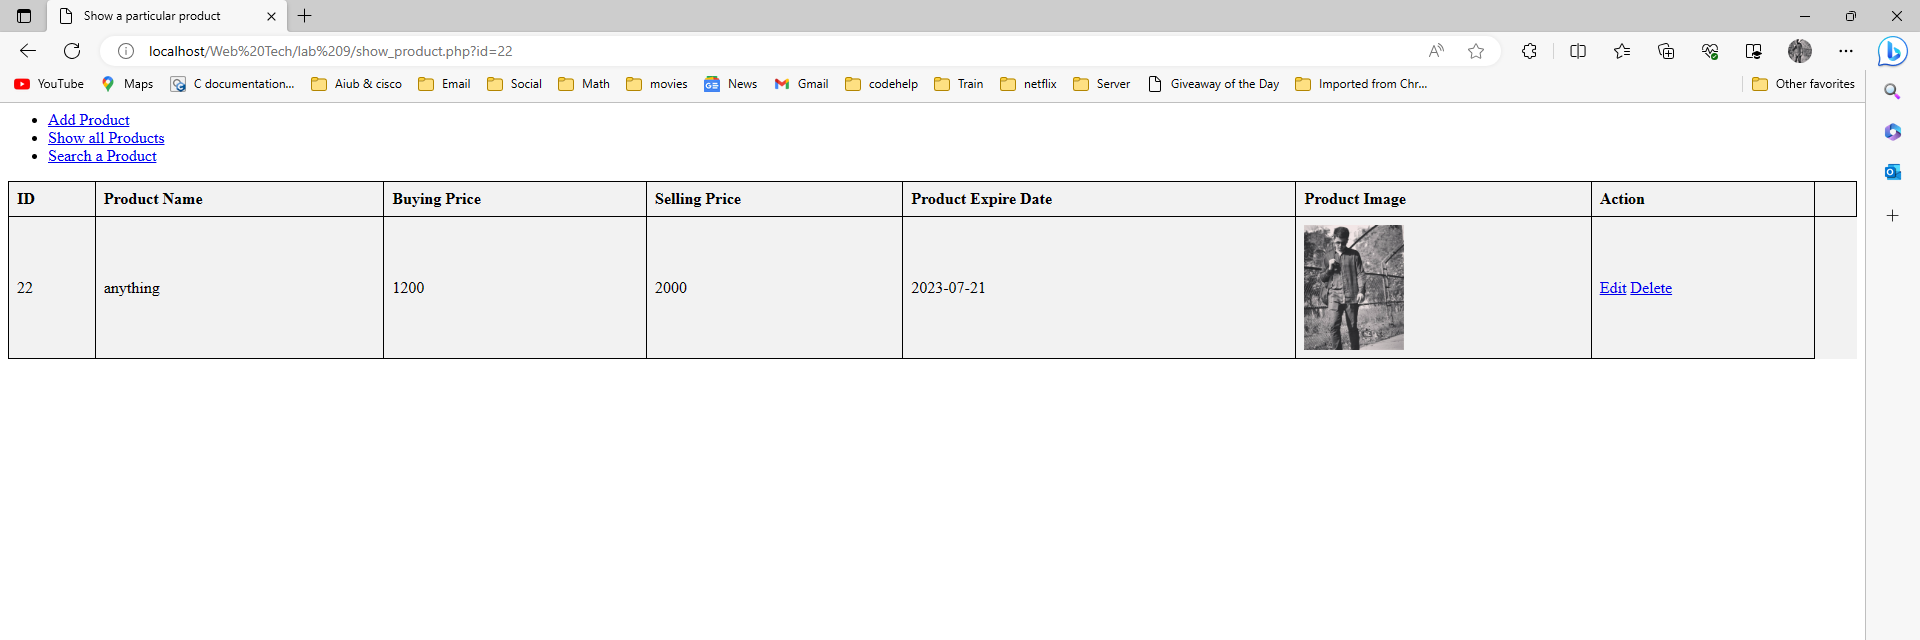 Show a particular product
localhost/Web%20Tech/lab%209/show_product.php?id=22
YouTube Maps C documentation... Aiub & cisco Email Social Math movies News Gmail codehelp Train netflix Server Giveaway of the Day Imported from Chr... Other favorites
Add Product
Show all Products
Search a Product
ID Product Name Buying Price Selling Price Product Expire Date Product Image Action
22 anything 1200 2000 2023-07-21 Edit Delete